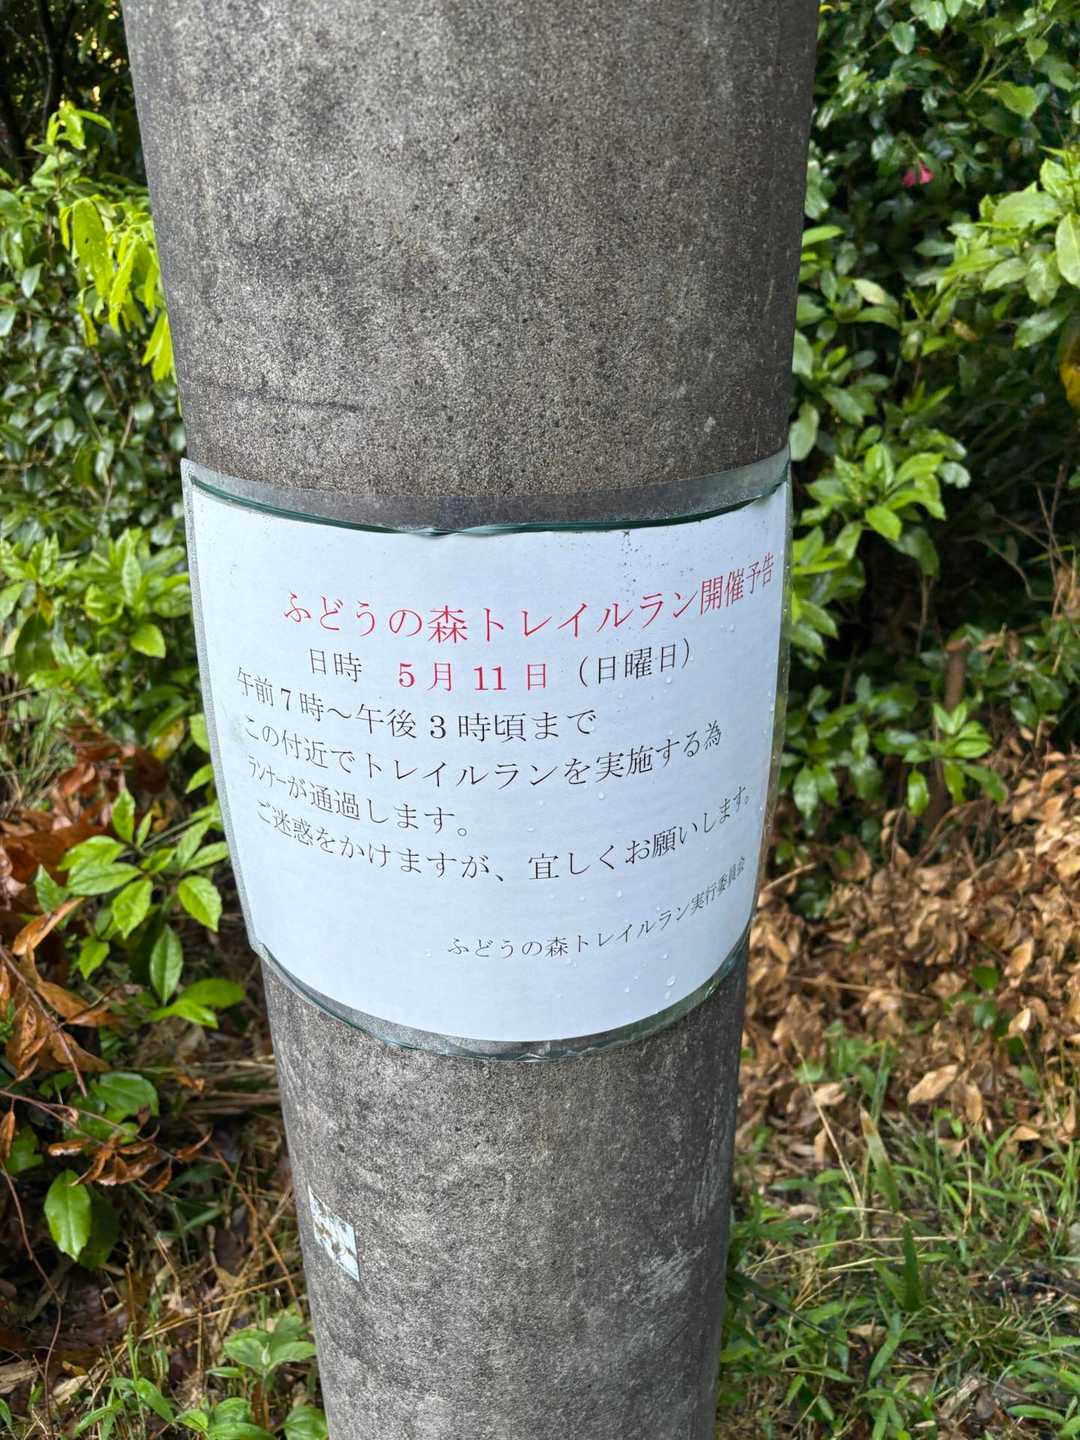 ふどうの森トレイルラン開催予告
日時　5月11日（日曜日）
午前7時～午後3時頃まで
この付近でトレイルランを実施する為
ﾗﾝﾅｰが通過します。
ご迷惑をかけますが、宜しくお願いします。
ふどうの森トレイルラン実行委員会